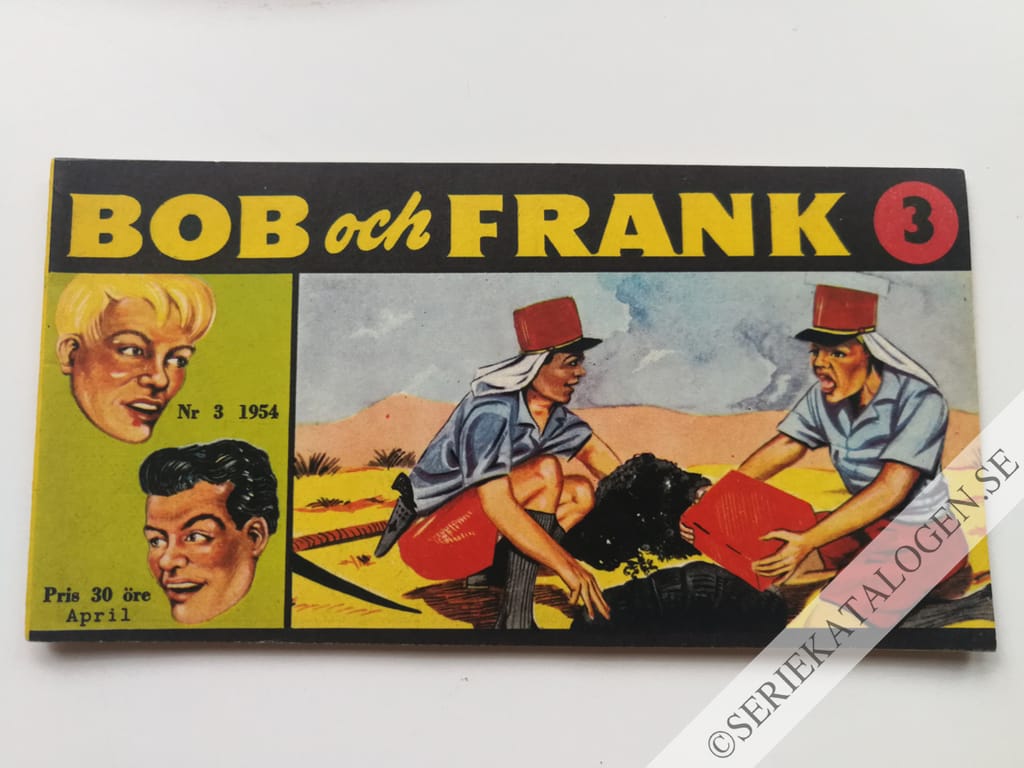 BOB och FRANK 3
Nr 3 1954
Pris 30 öre
April
©SERIEKATALOGEN.SE